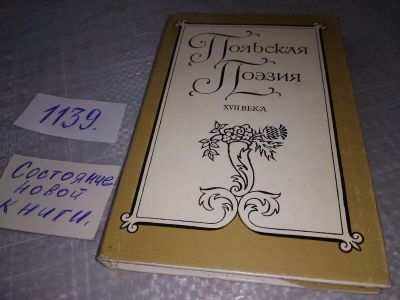 1139.
Состояние
новой
книги.
Польская
Поэзия
XVII ВЕКА